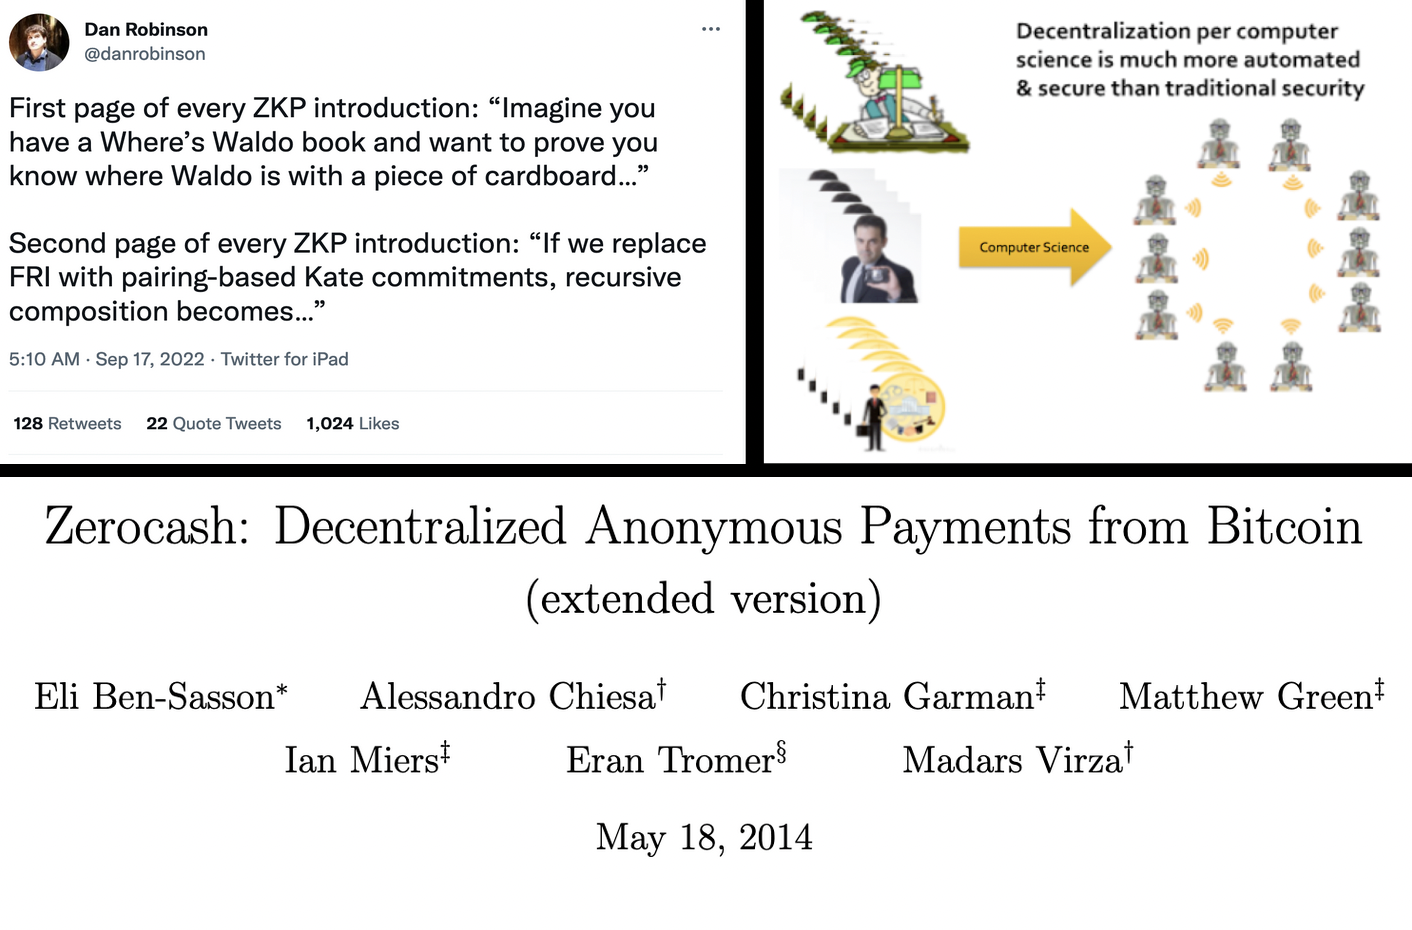 Dan Robinson
@danrobinson
First page of every ZKP introduction: “Imagine you
have a Where’s Waldo book and want to prove you
know where Waldo is with a piece of cardboard...”
Second page of every ZKP introduction: “If we replace
FRI with pairing-based Kate commitments, recursive
composition becomes...”
5:10 AM · Sep 17, 2022 · Twitter for iPad
128 Retweets 22 Quote Tweets 1,024 Likes
Decentralization per computer
science is much more automated
& secure than traditional security
Computer Science
Zerocash: Decentralized Anonymous Payments from Bitcoin
(extended version)
Eli Ben-Sasson* Alessandro Chiesa† Christina Garman‡ Matthew Green‡
Ian Miers‡ Eran Tromer§ Madars Virza†
May 18, 2014